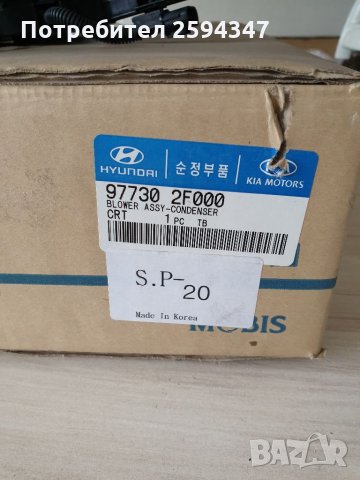 Потребител 2594347
HYUNDAI
순정부품
KIA MOTORS
97730 2F000
BLOWER ASSY-CONDENSER
CRT 1 PC TB
S.P-20
Made In Korea
MOBIS
bazar